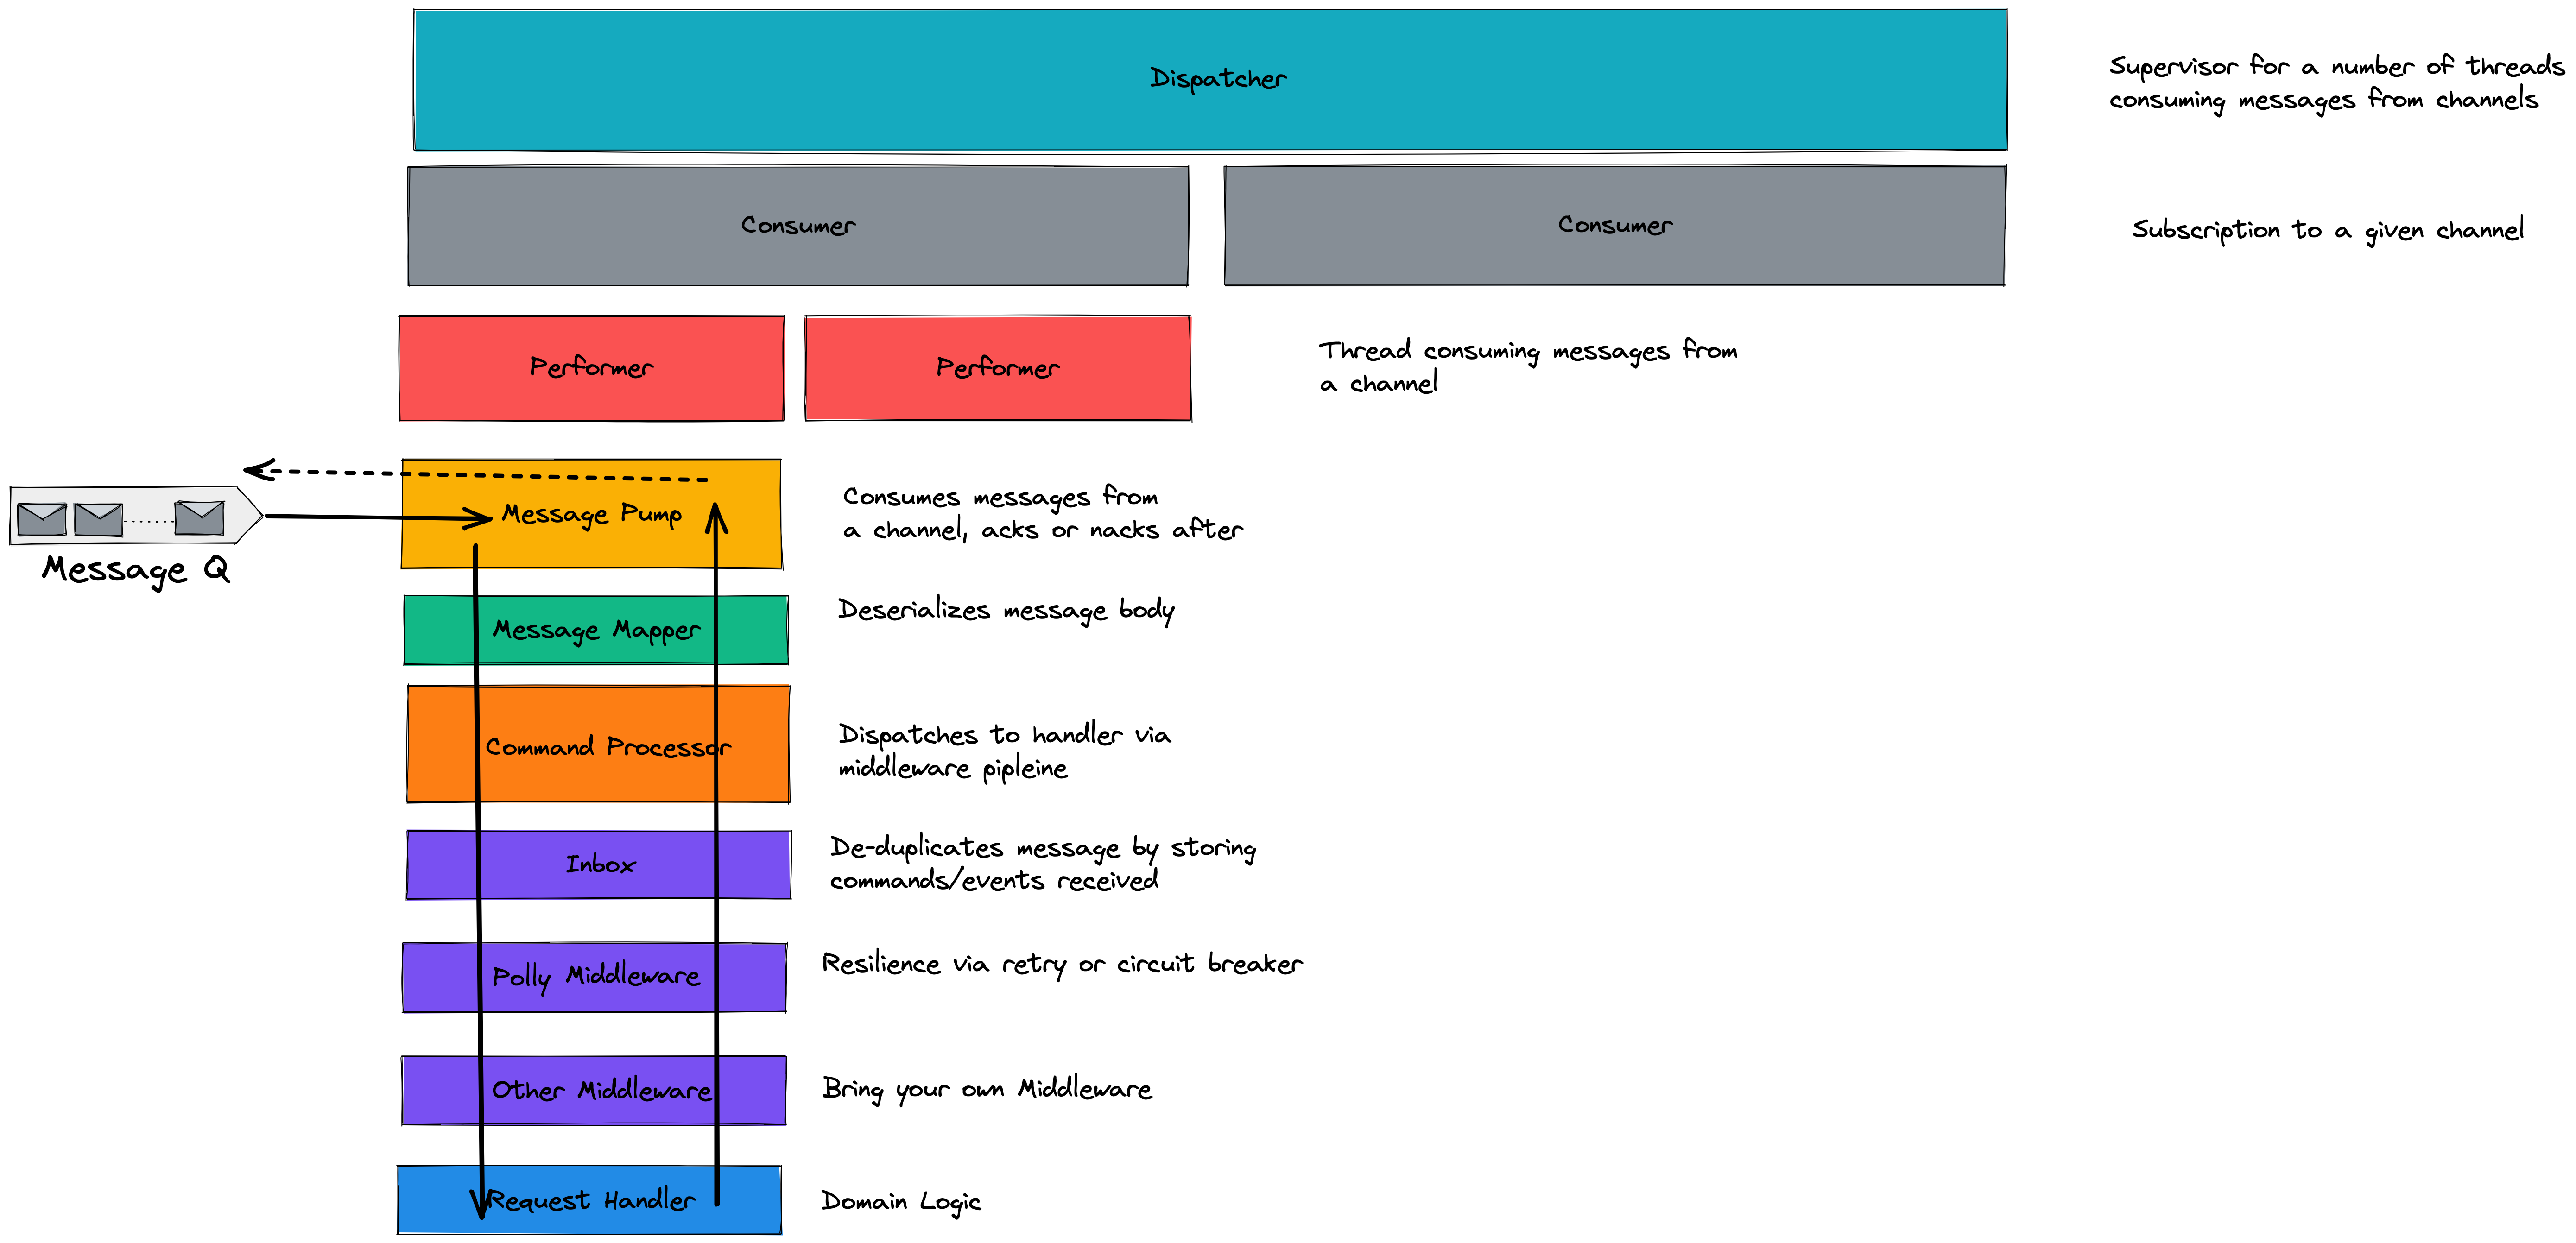 Dispatcher
Supervisor for a number of threads
consuming messages from channels
Consumer
Consumer
Subscription to a given channel
Performer
Performer
Thread consuming messages from
a channel
Message Q
Message Pump
Consumes messages from
a channel, acks or nacks after
Message Mapper
Deserializes message body
Command Processor
Dispatches to handler via
middleware pipleine
Inbox
De-duplicates message by storing
commands/events received
Polly Middleware
Resilience via retry or circuit breaker
Other Middleware
Bring your own Middleware
Request Handler
Domain Logic